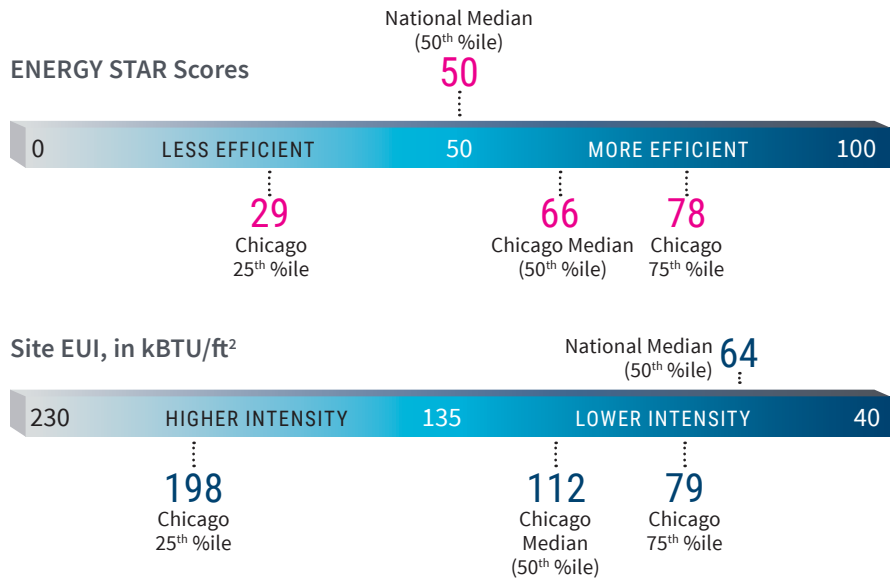 National Median
(50th %ile)
50
ENERGY STAR Scores
0 LESS EFFICIENT 50 MORE EFFICIENT 100
29 66 78
Chicago Chicago Median Chicago
25th %ile (50th %ile) 75th %ile
Site EUI, in kBTU/ft²
National Median 64
(50th %ile)
230 HIGHER INTENSITY 135 LOWER INTENSITY 40
198 112 79
Chicago Chicago Chicago
25th %ile Median 75th %ile
(50th %ile)